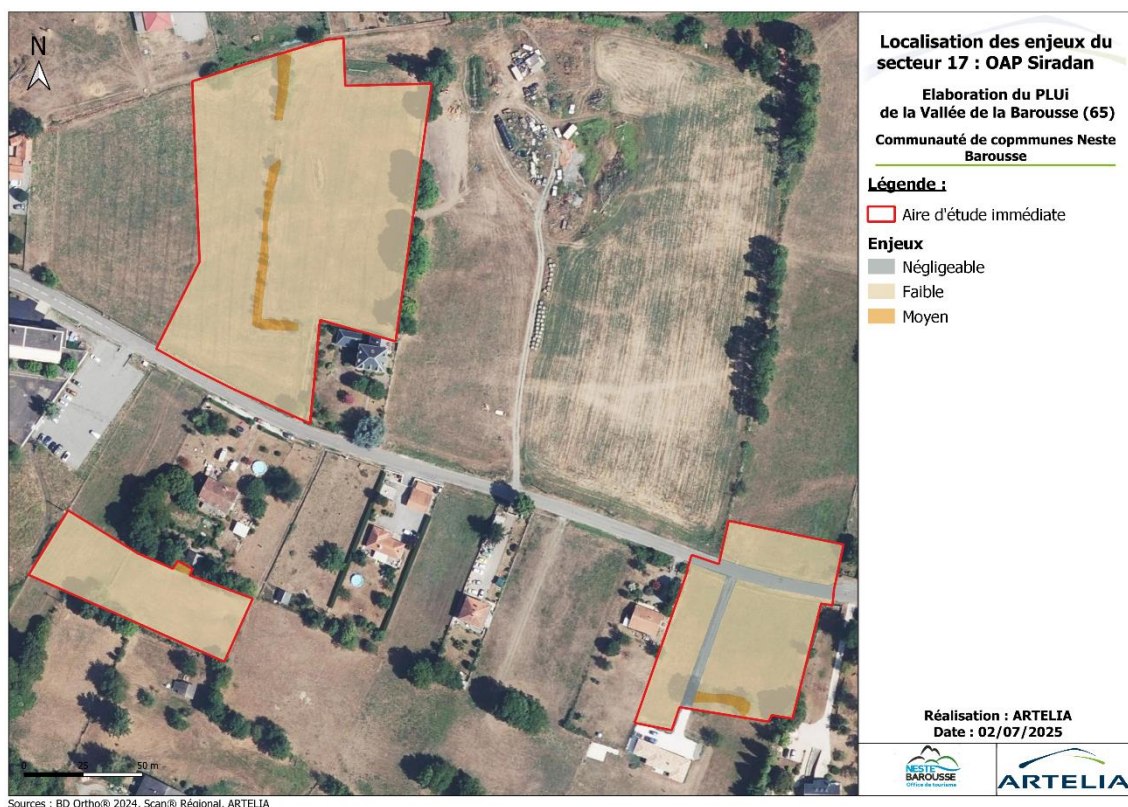 N
Localisation des enjeux du
secteur 17 : OAP Siradan
Elaboration du PLUi
de la Vallée de la Barousse (65)
Communauté de copmmunes Neste
Barousse
Légende :
Aire d'étude immédiate
Enjeux
Négligeable
Faible
Moyen
0 25 50 m
Réalisation : ARTELIA
Date : 02/07/2025
NESTE
BAROUSSE
Office de tourisme
ARTELIA
Sources : BD Ortho® 2024, Scan® Régional, ARTELIA